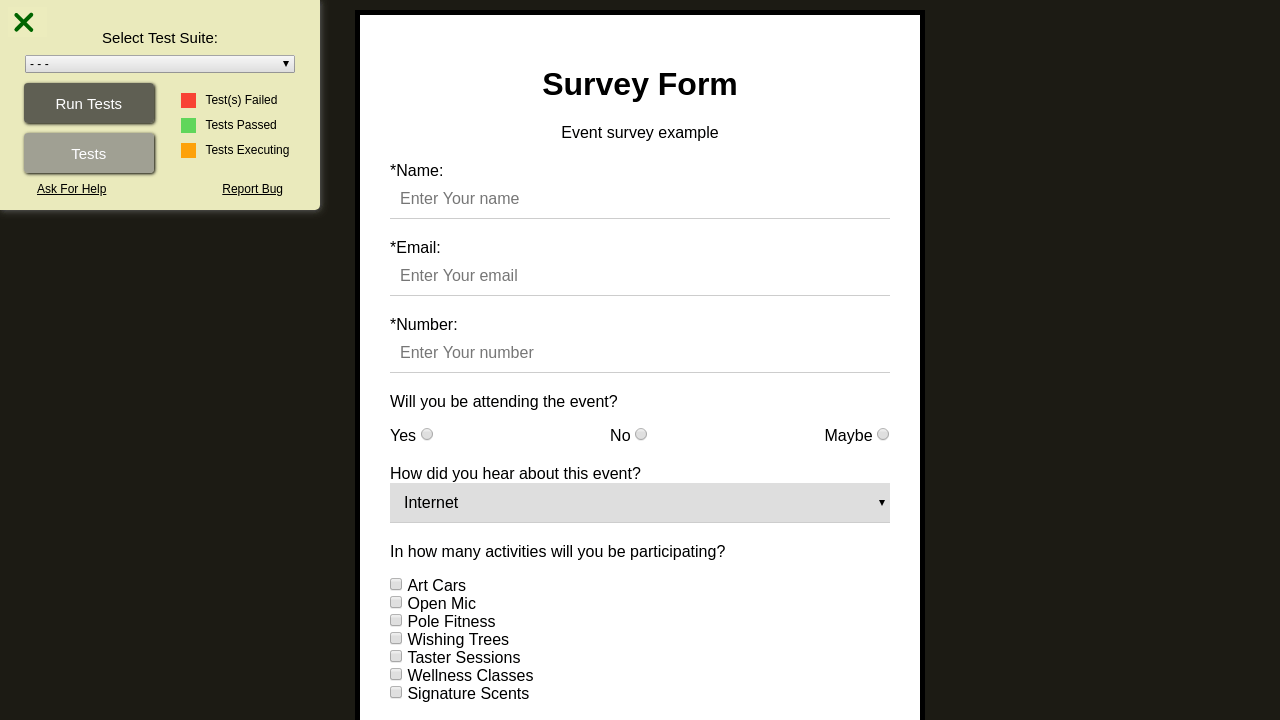 Select Test Suite:
- - -
Run Tests
Tests
Test(s) Failed
Tests Passed
Tests Executing
Ask For Help
Report Bug
Survey Form
Event survey example
*Name:
Enter Your name
*Email:
Enter Your email
*Number:
Enter Your number
Will you be attending the event?
Yes No Maybe
How did you hear about this event?
Internet
In how many activities will you be participating?
Art Cars
Open Mic
Pole Fitness
Wishing Trees
Taster Sessions
Wellness Classes
Signature Scents